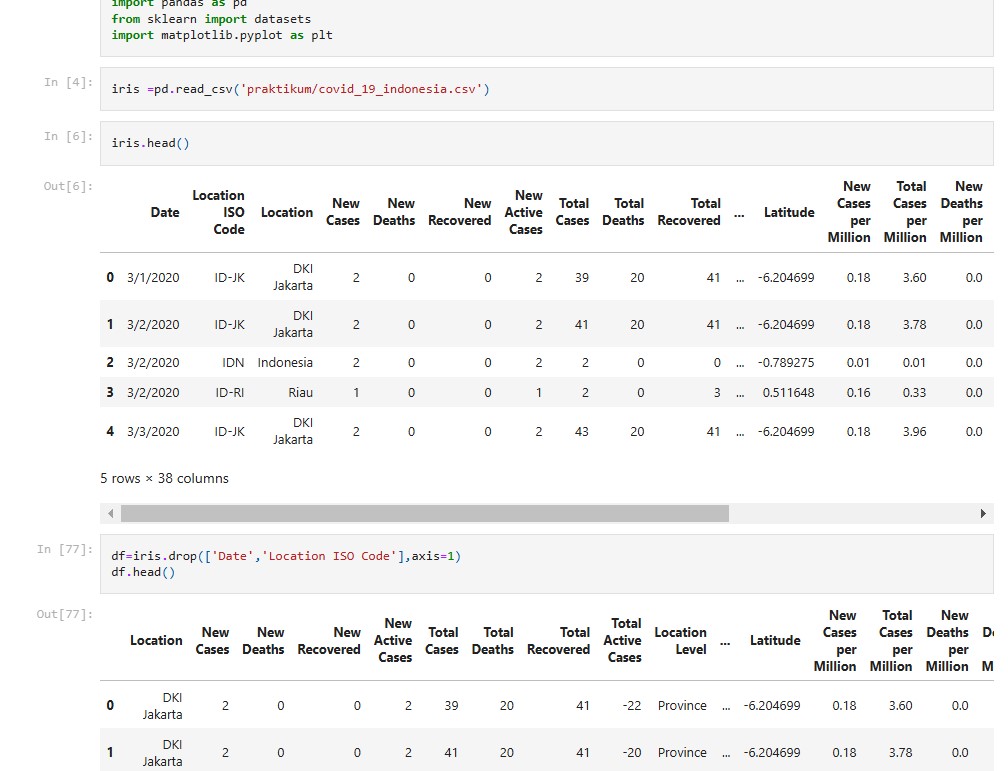 import pandas as pd
from sklearn import datasets
import matplotlib.pyplot as plt
In [4]:
iris =pd.read_csv('praktikum/covid_19_indonesia.csv')
In [6]:
iris.head()
Out[6]:
Date Location ISO Code Location New Cases New Deaths New Recovered New Active Cases Total Cases Total Deaths Total Recovered ... Latitude New Cases per Million Total Cases per Million New Deaths per Million
0 3/1/2020 ID-JK DKI Jakarta 2 0 0 2 39 20 41 ... -6.204699 0.18 3.60 0.0
1 3/2/2020 ID-JK DKI Jakarta 2 0 0 2 41 20 41 ... -6.204699 0.18 3.78 0.0
2 3/2/2020 IDN Indonesia 2 0 0 2 2 0 0 ... -0.789275 0.01 0.01 0.0
3 3/2/2020 ID-RI Riau 1 0 0 1 2 0 3 ... 0.511648 0.16 0.33 0.0
4 3/3/2020 ID-JK DKI Jakarta 2 0 0 2 43 20 41 ... -6.204699 0.18 3.96 0.0
5 rows × 38 columns
In [77]:
df=iris.drop(['Date','Location ISO Code'],axis=1)
df.head()
Out[77]:
Location New Cases New Deaths New Recovered New Active Cases Total Cases Total Deaths Total Recovered Total Active Cases Location Level ... Latitude New Cases per Million Total Cases per Million New Deaths per Million
0 DKI Jakarta 2 0 0 2 39 20 41 -22 Province ... -6.204699 0.18 3.60 0.0
1 DKI Jakarta 2 0 0 2 41 20 41 -20 Province ... -6.204699 0.18 3.78 0.0